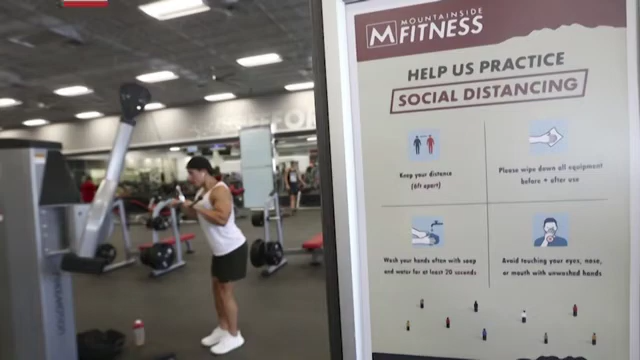 MOUNTAINSIDE
M FITNESS
HELP US PRACTICE
SOCIAL DISTANCING
Keep your distance
(6ft apart)
Please wipe down all equipment
before + after use
Wash your hands often with soap
and water for at least 20 seconds
Avoid touching your eyes, nose,
or mouth with unwashed hands